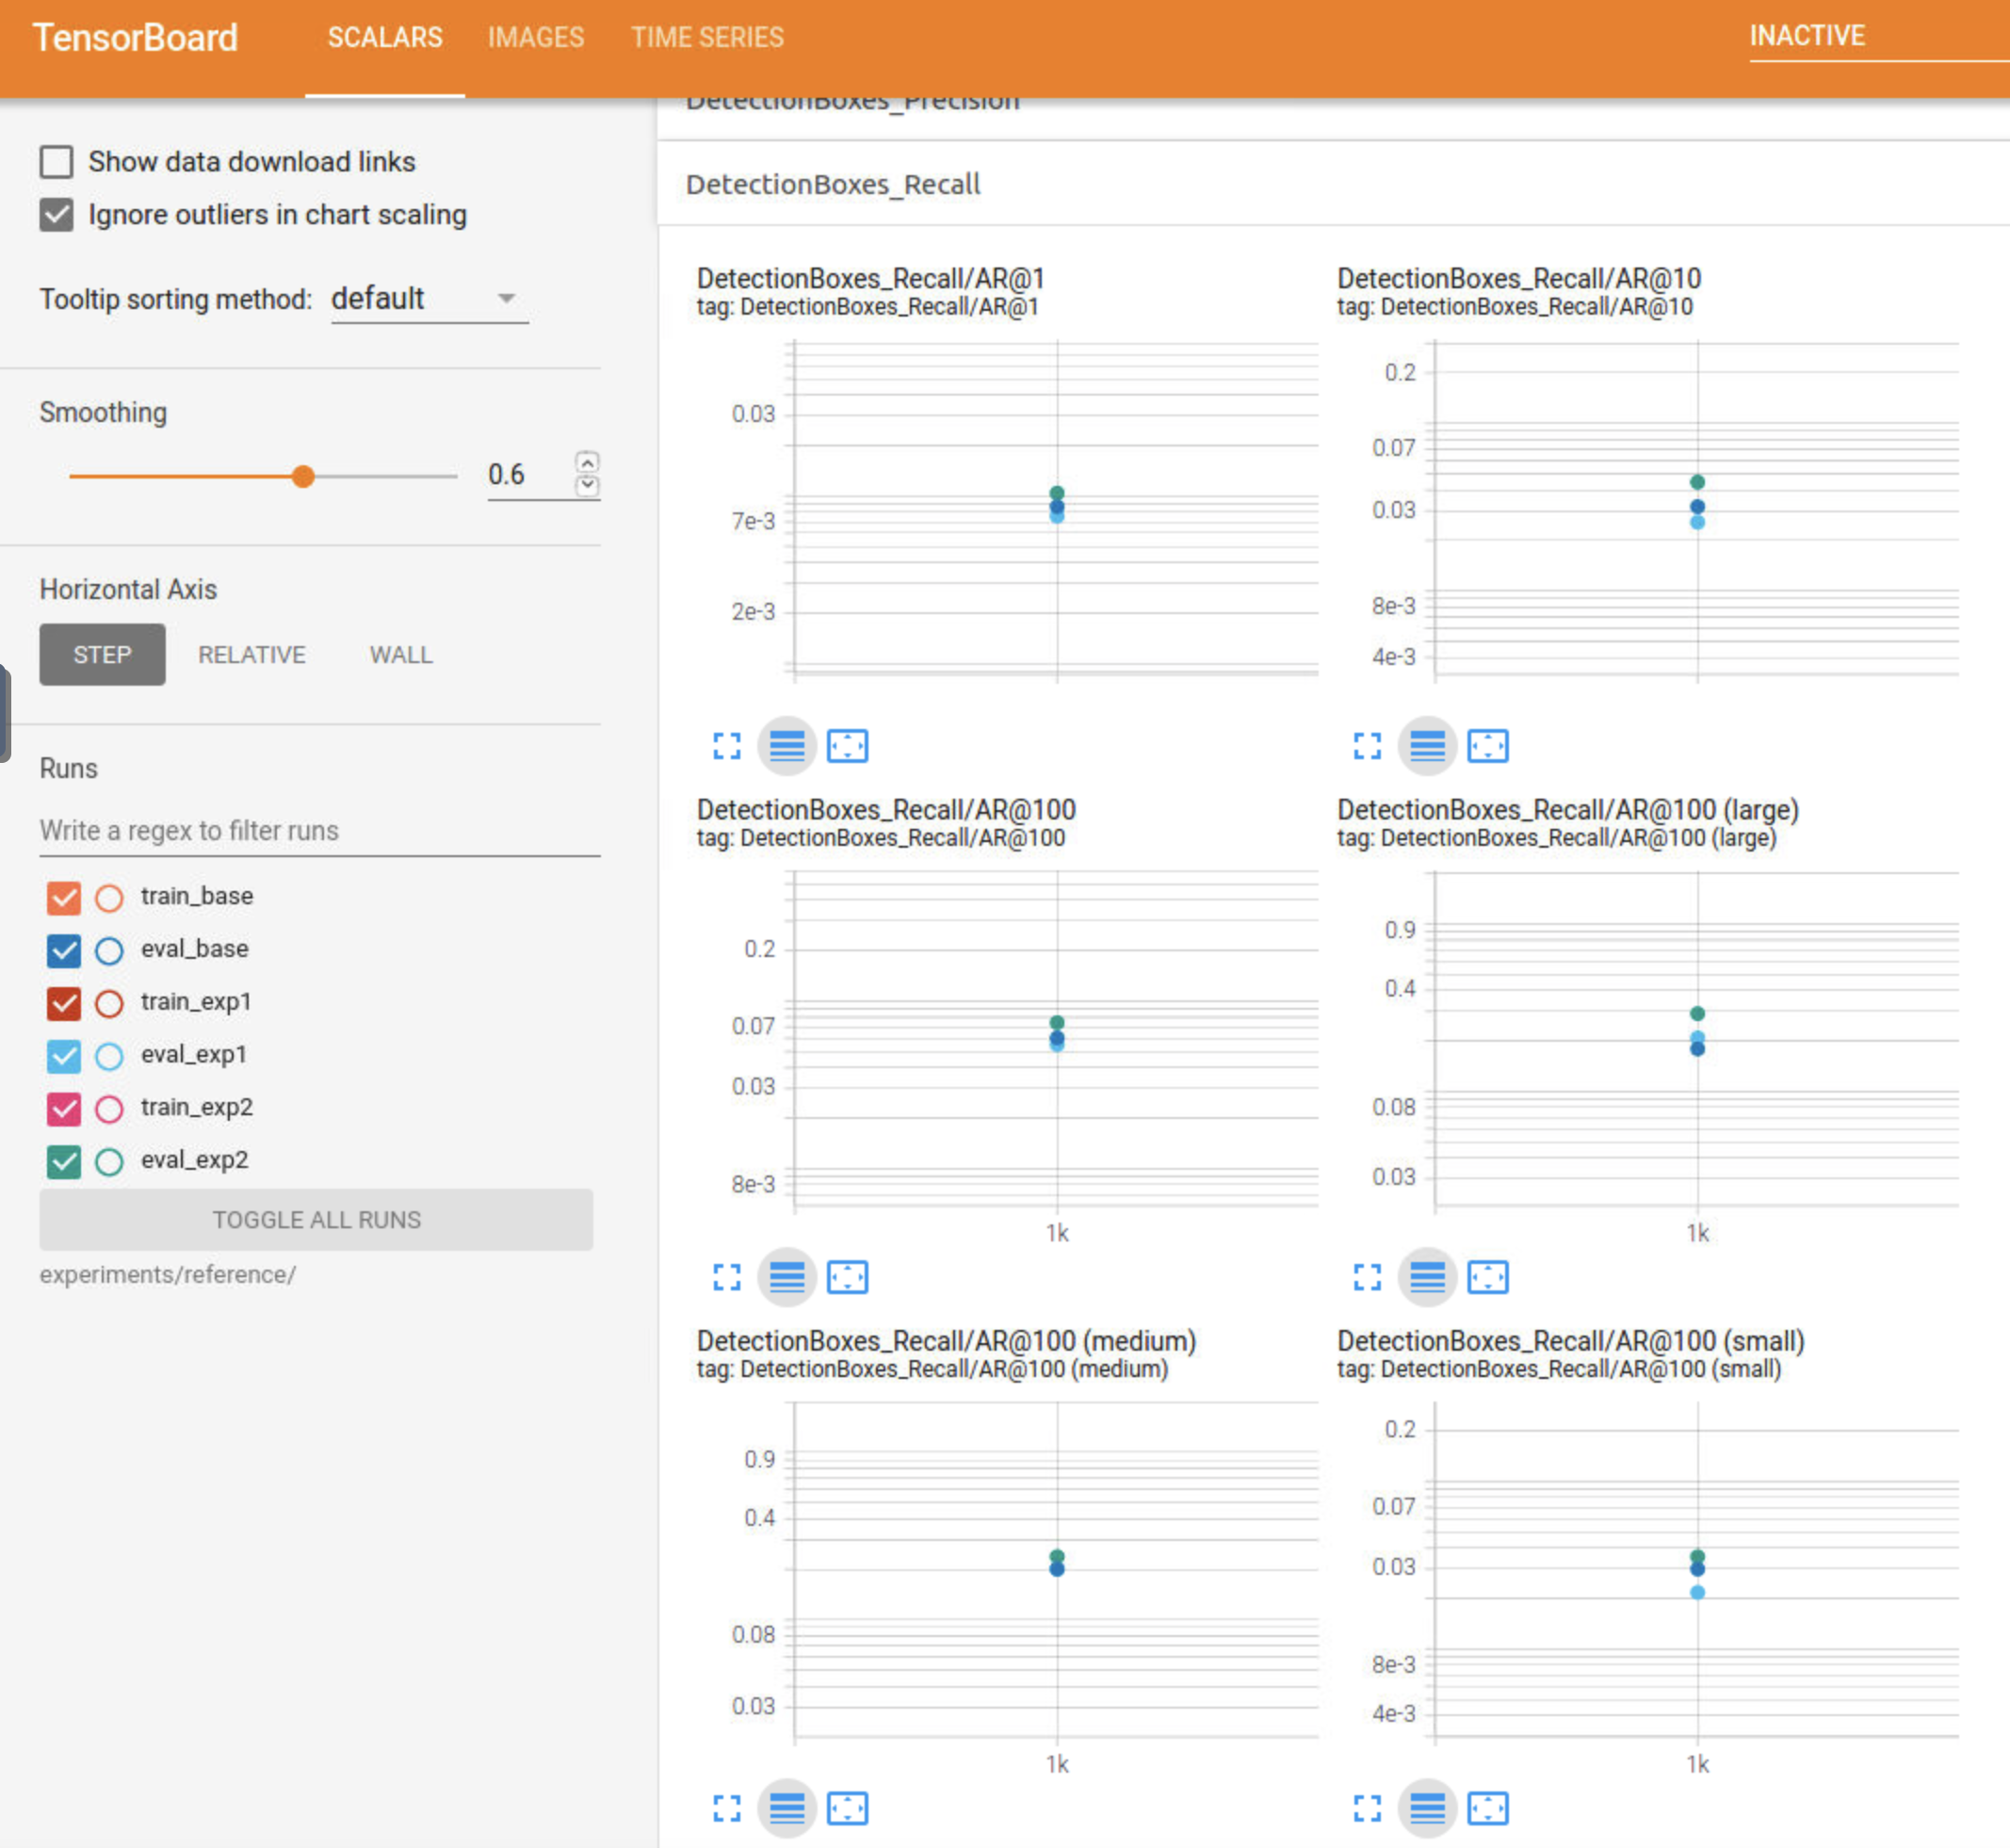 TensorBoard
SCALARS
IMAGES
TIME SERIES
INACTIVE
Show data download links
Ignore outliers in chart scaling
Tooltip sorting method: default
Smoothing
0.6
Horizontal Axis
STEP
RELATIVE
WALL
Runs
Write a regex to filter runs
train_base
eval_base
train_exp1
eval_exp1
train_exp2
eval_exp2
TOGGLE ALL RUNS
experiments/reference/
DetectionBoxes_Precision
DetectionBoxes_Recall
DetectionBoxes_Recall/AR@1
tag: DetectionBoxes_Recall/AR@1
0.03
7e-3
2e-3
DetectionBoxes_Recall/AR@10
tag: DetectionBoxes_Recall/AR@10
0.2
0.07
0.03
8e-3
4e-3
DetectionBoxes_Recall/AR@100
tag: DetectionBoxes_Recall/AR@100
0.2
0.07
0.03
8e-3
1k
DetectionBoxes_Recall/AR@100 (large)
tag: DetectionBoxes_Recall/AR@100 (large)
0.9
0.4
0.08
0.03
1k
DetectionBoxes_Recall/AR@100 (medium)
tag: DetectionBoxes_Recall/AR@100 (medium)
0.9
0.4
0.08
0.03
1k
DetectionBoxes_Recall/AR@100 (small)
tag: DetectionBoxes_Recall/AR@100 (small)
0.2
0.07
0.03
8e-3
4e-3
1k